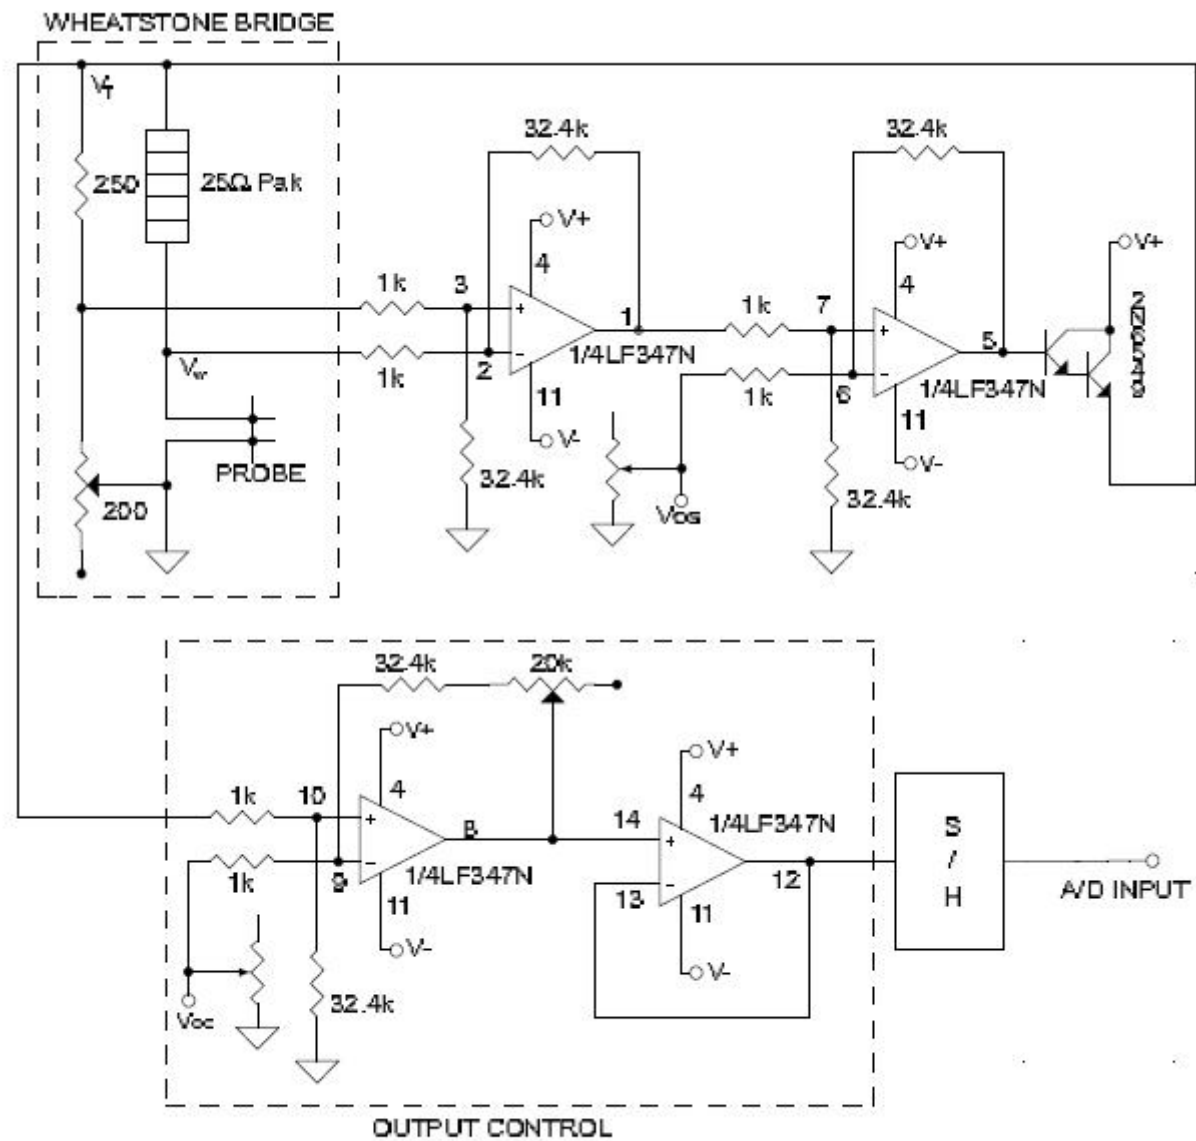 WHEATSTONE BRIDGE
VT
250
25Ω Pak
Vw
PROBE
200
32.4k
V+
4
1k
3
+
1
1k
2
-
1/4LF347N
11
V-
32.4k
Vos
32.4k
V+
4
1k
7
+
5
1k
6
-
1/4LF347N
11
V-
32.4k
V+
32.4k
20k
V+
4
1k
10
+
8
1k
9
-
1/4LF347N
11
V-
32.4k
Voc
V+
4
1/4LF347N
14
+
12
13
-
11
V-
S
/
H
A/D INPUT
OUTPUT CONTROL